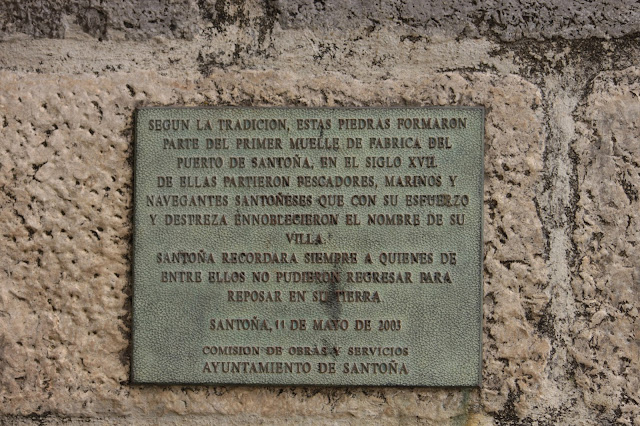 SEGUN LA TRADICION, ESTAS PIEDRAS FORMARON
PARTE DEL PRIMER MUELLE DE FABRICA DEL
PUERTO DE SANTOÑA, EN EL SIGLO XVII.
DE ELLAS PARTIERON PESCADORES, MARINOS Y
NAVEGANTES SANTOÑESES QUE CON SU ESFUERZO
Y DESTREZA ENNOBLECIERON EL NOMBRE DE SU
VILLA.
SANTOÑA RECORDARA SIEMPRE A QUIENES DE
ENTRE ELLOS NO PUDIERON REGRESAR PARA
REPOSAR EN SU TIERRA
SANTOÑA, 11 DE MAYO DE 2003
COMISION DE OBRAS Y SERVICIOS
AYUNTAMIENTO DE SANTOÑA